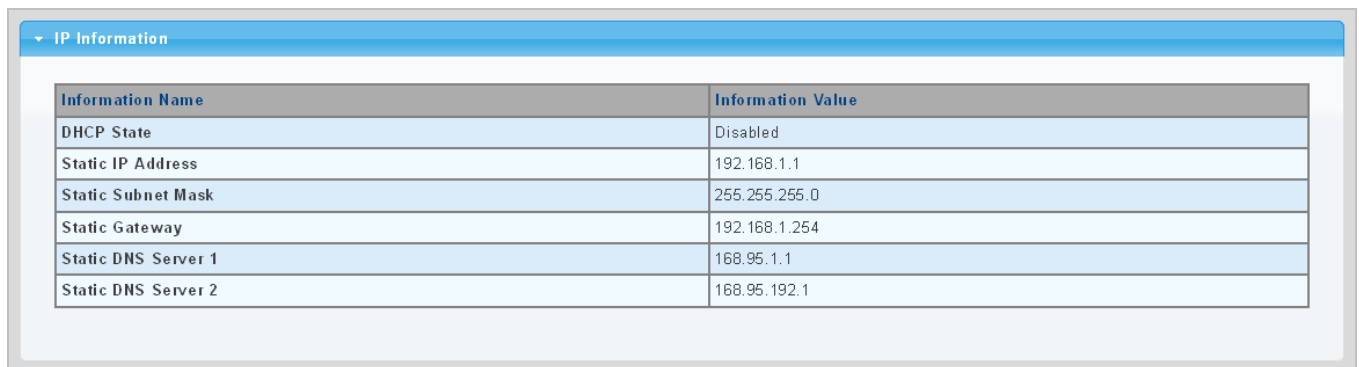 IP Information
Information Name Information Value
DHCP State Disabled
Static IP Address 192.168.1.1
Static Subnet Mask 255.255.255.0
Static Gateway 192.168.1.254
Static DNS Server 1 168.95.1.1
Static DNS Server 2 168.95.192.1